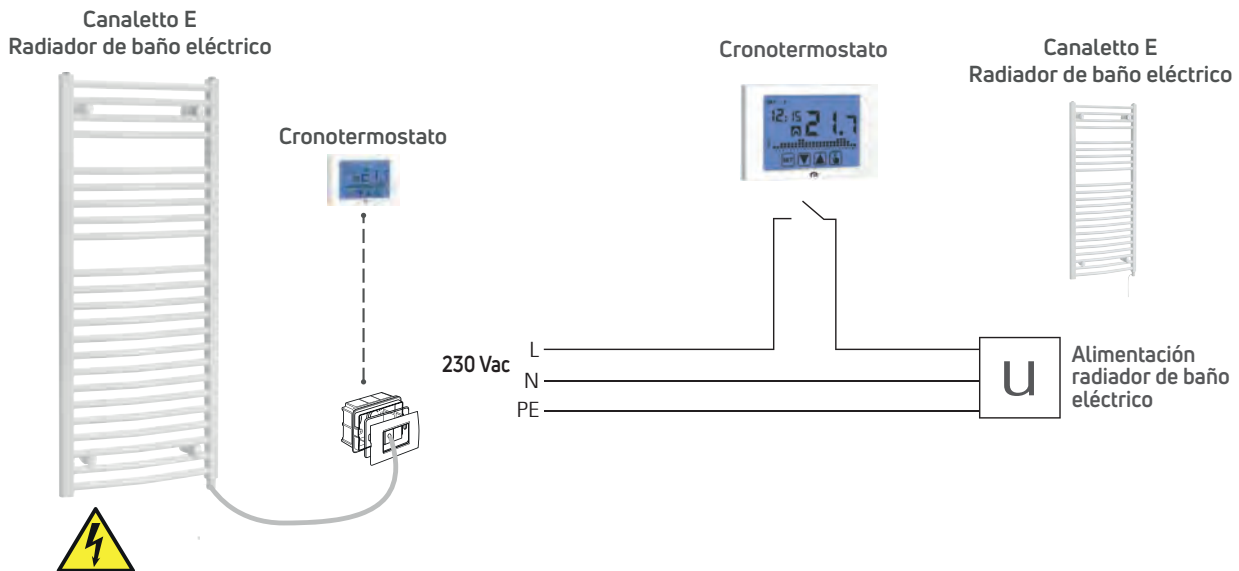 Canaletto E
Radiador de baño eléctrico
Cronotermostato
Cronotermostato
12:15
21.7
SET
Canaletto E
Radiador de baño eléctrico
230 Vac
L
N
PE
U
Alimentación
radiador de baño
eléctrico